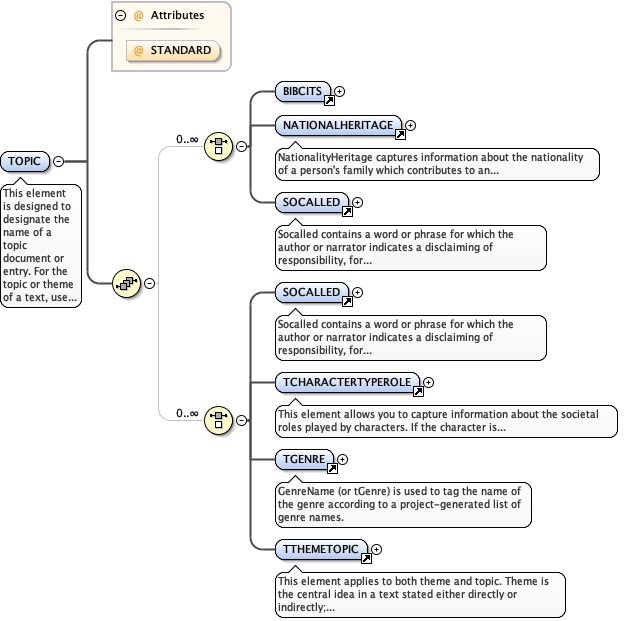 Attributes
STANDARD
TOPIC
This element
is designed to
designate the
name of a
topic
document or
entry. For the
topic or theme
of a text, use...
0..∞
BIBCITS
NATIONALHERITAGE
NationalityHeritage captures information about the nationality
of a person's family which contributes to an...
SOCALLED
Socalled contains a word or phrase for which the
author or narrator indicates a disclaiming of
responsibility, for...
0..∞
SOCALLED
Socalled contains a word or phrase for which the
author or narrator indicates a disclaiming of
responsibility, for...
TCHARACTERTYPEROLE
This element allows you to capture information about the societal
roles played by characters. If the character is...
TGENRE
GenreName (or tGenre) is used to tag the name of
the genre according to a project-generated list of
genre names.
TTHEMETOPIC
This element applies to both theme and topic. Theme is
the central idea in a text stated either directly or
indirectly;...